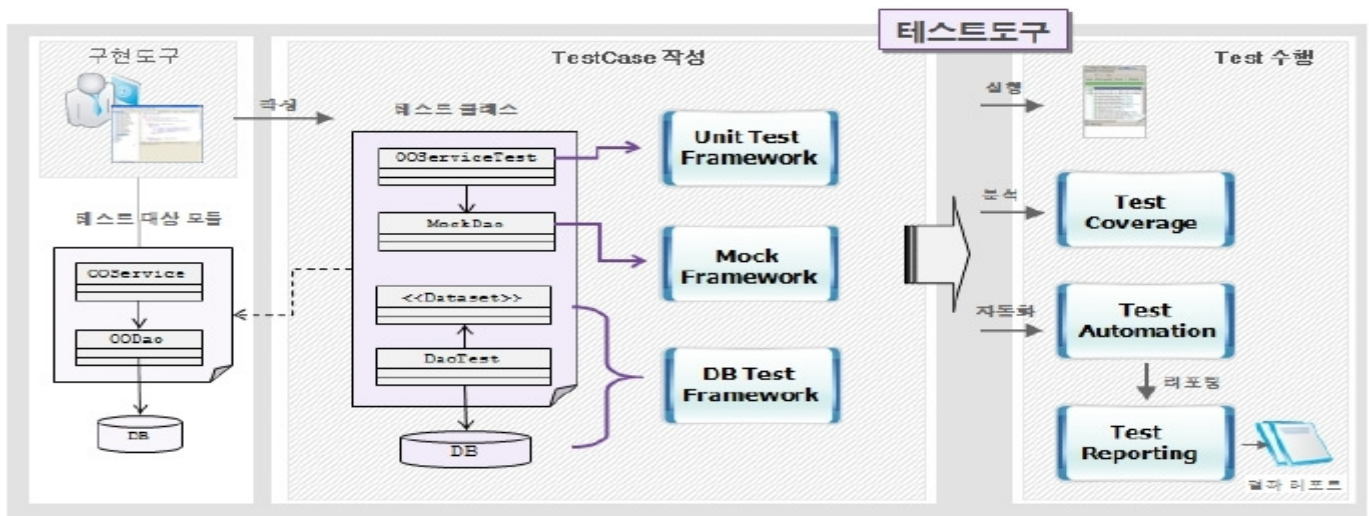 테스트도구
구현도구
작성
테스트 대상 모듈
OOService
OODao
DB
TestCase 작성
테스트 클래스
OOServiceTest
MockDao
<<Dataset>>
DaoTest
DB
Unit Test
Framework
Mock
Framework
DB Test
Framework
Test 수행
실행
분석
Test
Coverage
자동화
Test
Automation
리포팅
Test
Reporting
결과 리포트